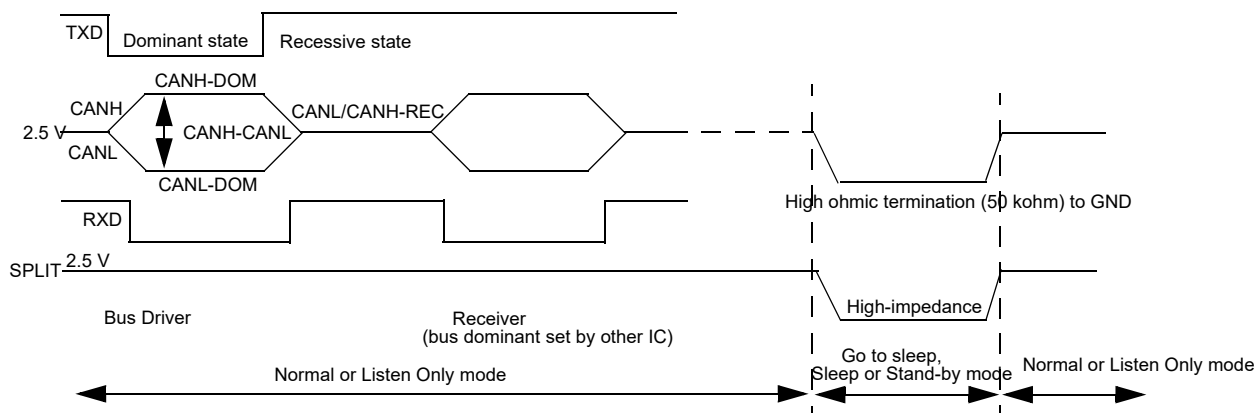 TXD
Dominant state
Recessive state
CANH-DOM
CANH
CANL/CANH-REC
2.5 V
CANH-CANL
CANL
CANL-DOM
High ohmic termination (50 kohm) to GND
RXD
2.5 V
SPLIT
High-impedance
Bus Driver
Receiver
(bus dominant set by other IC)
Go to sleep,
Sleep or Stand-by mode
Normal or Listen Only mode
Normal or Listen Only mode